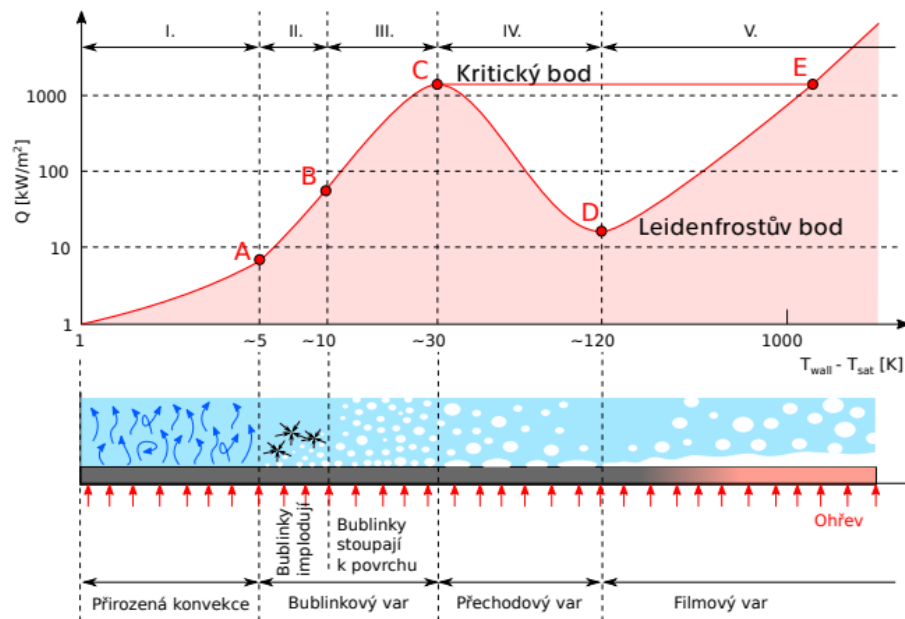 I.
II.
III.
IV.
V.
C
Kritický bod
E
1000
Q [kW/m²]
100
B
D
Leidenfrostův bod
10
A
1
1
~5
~10
~30
~120
1000
T_wall - T_sat [K]
Bublinky
implodují
Bublinky
stoupají
k povrchu
Ohřev
Přirozená konvekce
Bublinkový var
Přechodový var
Filmový var